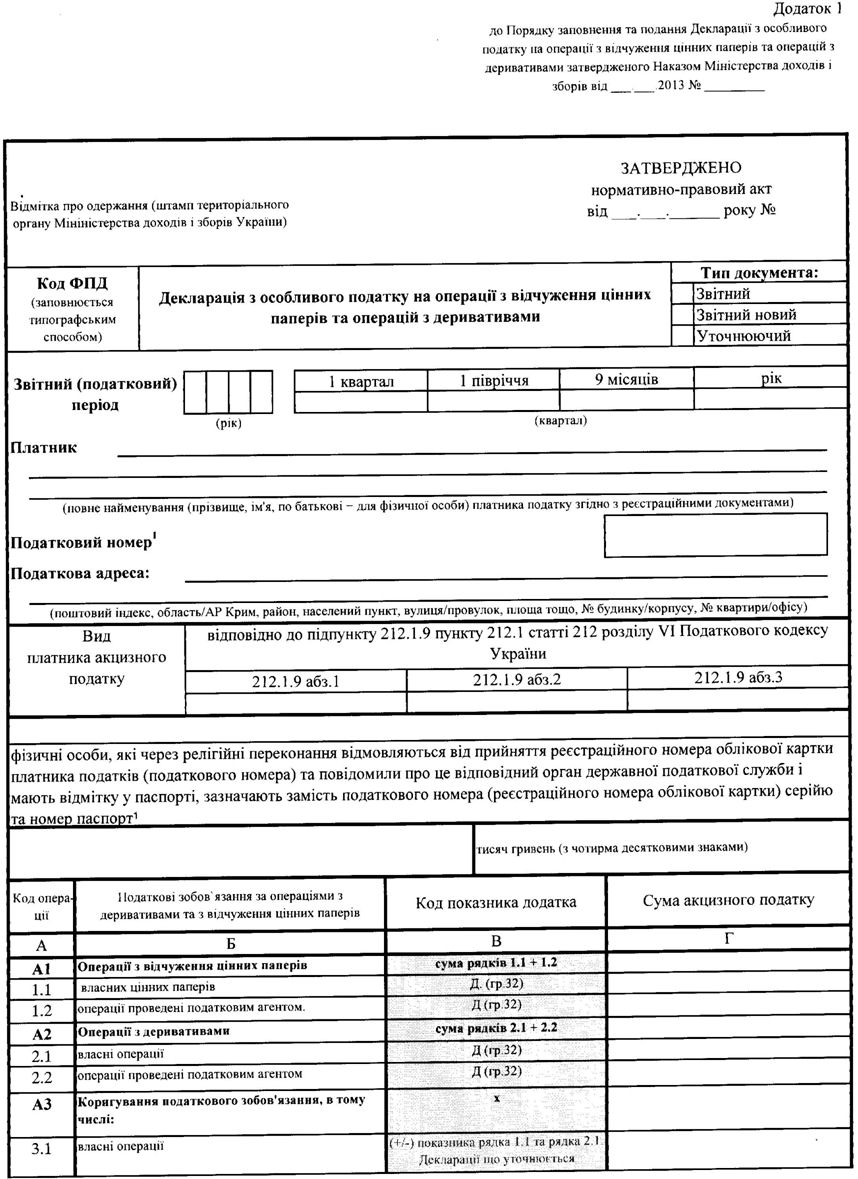 Додаток 1
до Порядку заповнення та подання Декларації з особливого
податку на операції з відчуження цінних паперів та операцій з
деривативами затвердженого Наказом Міністерства доходів і
зборів від ___ ___ 2013 № _________
ЗАТВЕРДЖЕНО
нормативно-правовий акт
від ___.___.______ року №
Відмітка про одержання (штамп територіального
органу Мініністерства доходів і зборів України)
Код ФПД
(заповнюється
типографським
способом)
Декларація з особливого податку на операції з відчуження цінних
паперів та операцій з деривативами
Тип документа:
Звітний
Звітний новий
Уточнюючий
Звітний (податковий)
період
(рік)
1 квартал 1 півріччя 9 місяців рік
(квартал)
Платник
(повне найменування (прізвище, ім'я, по батькові − для фізичної особи) платника податку згідно з реєстраційними документами)
Податковий номер¹
Податкова адреса:
(поштовий індекс, область/АР Крим, район, населений пункт, вулиця/провулок, площа тощо, № будинку/корпусу, № квартири/офісу)
Вид
платника акцизного
податку
відповідно до підпункту 212.1.9 пункту 212.1 статті 212 розділу VI Податкового кодексу
України
212.1.9 абз.1 212.1.9 абз.2 212.1.9 абз.3
фізичні особи, які через релігійні переконання відмовляються від прийняття реєстраційного номера облікової картки
платника податків (податкового номера) та повідомили про це відповідний орган державної податкової служби і
мають відмітку у паспорті, зазначають замість податкового номера (реєстраційного номера облікової картки) серійю
та номер паспорт¹
тисяч гривень (з чотирма десятковими знаками)
Код опера-
ції
Податкові зобов`язання за операціями з
деривативами та з відчуження цінних паперів
Код показника додатка
Сума акцизного податку
А Б В Г
А1 Операції з відчуження цінних паперів сума рядків 1.1 + 1.2
1.1 власних цінних паперів Д. (гр.32)
1.2 операції проведені податковим агентом. Д (гр.32)
А2 Операції з деривативами сума рядків 2.1 + 2.2
2.1 власні операції Д (гр.32)
2.2 операції проведені податковим агентом Д (гр.32)
А3 Коригування податкового зобов'язання, в тому
числі:
х
3.1 власні операції (+/-) показника рядка 1.1 та рядка 2.1
Декларації що уточнюється